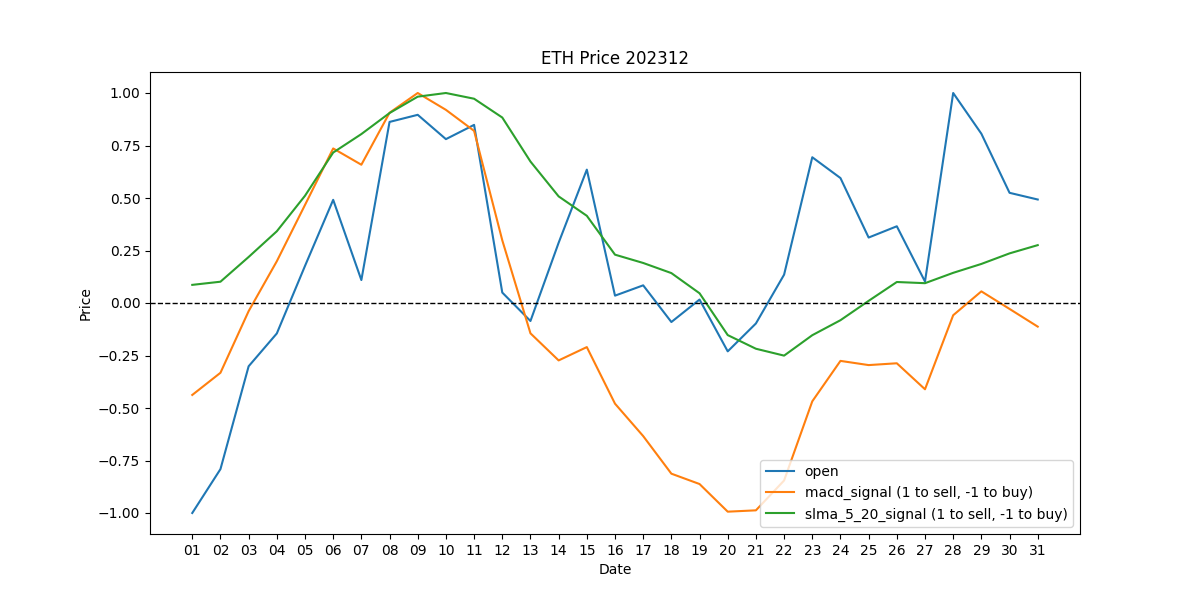 ETH Price 202312
Price
1.00
0.75
0.50
0.25
0.00
−0.25
−0.50
−0.75
−1.00
open
macd_signal (1 to sell, -1 to buy)
slma_5_20_signal (1 to sell, -1 to buy)
01 02 03 04 05 06 07 08 09 10 11 12 13 14 15 16 17 18 19 20 21 22 23 24 25 26 27 28 29 30 31
Date